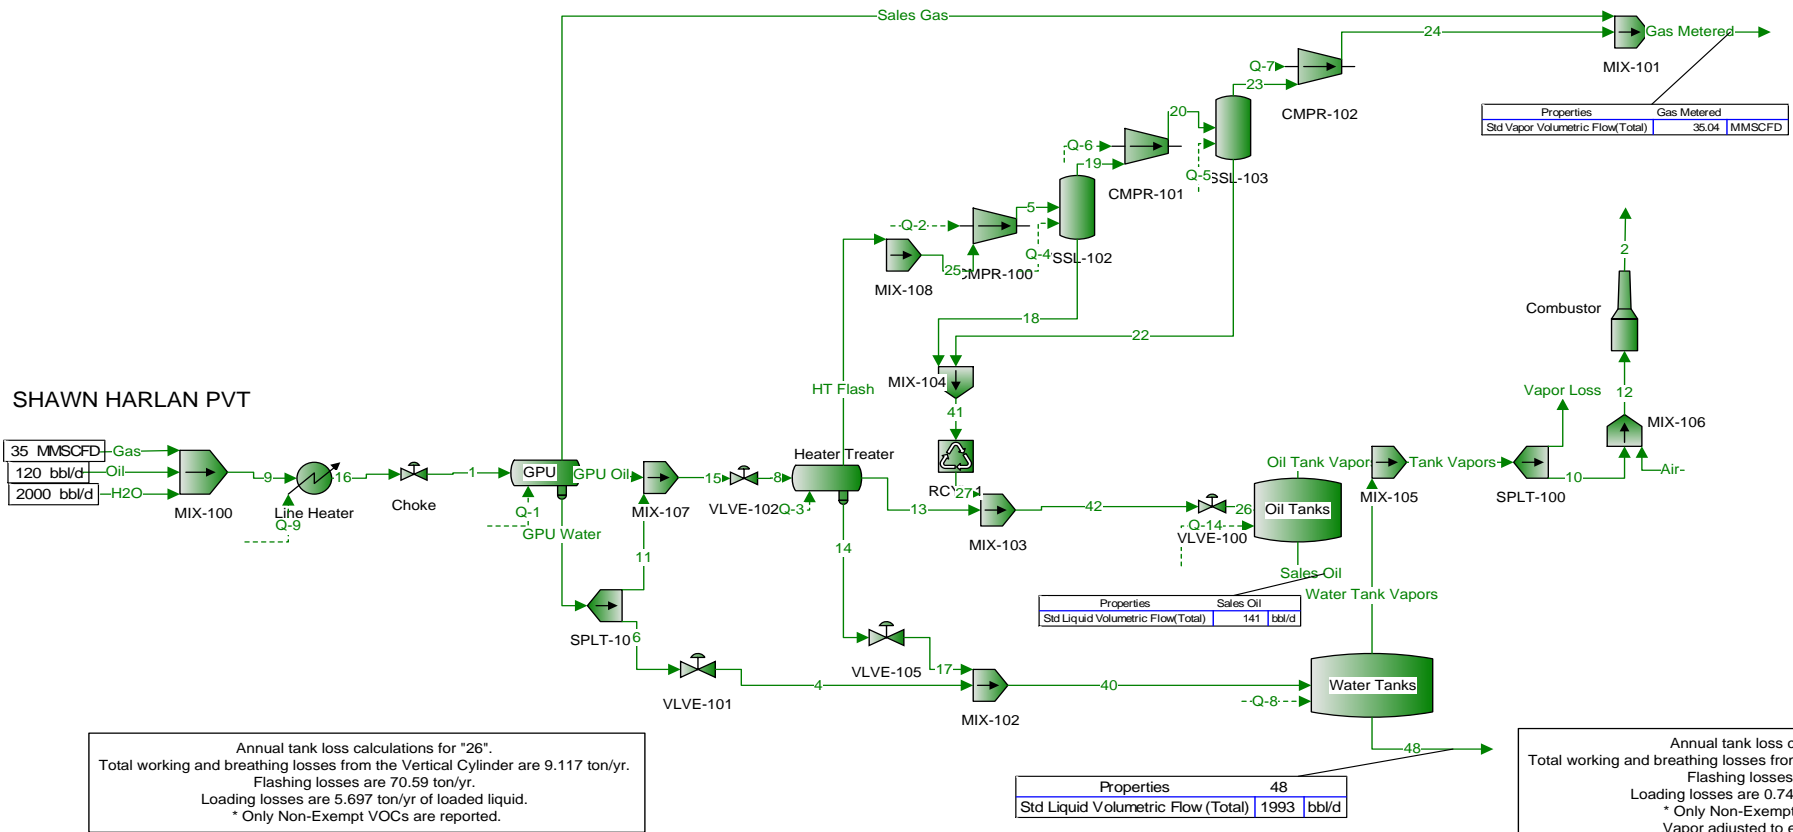 Sales Gas
24
Gas Metered
MIX-101
Q-7
23
CMPR-102
Properties Gas Metered
Std Vapor Volumetric Flow(Total) 35.04 MMSCFD
20
Q-6
19
CMPR-101
Q-5
SSL-103
Q-2
5
Q-4
SSL-102
25
CMPR-100
MIX-108
18
22
2
Combustor
MIX-104
HT Flash
Vapor Loss
12
SHAWN HARLAN PVT
41
MIX-106
35 MMSCFD Gas
120 bbl/d Oil
2000 bbl/d H2O
MIX-100
9
16
Line Heater
Q-9
Choke
1
GPU
GPU Oil
Q-1
GPU Water
MIX-107
15
VLVE-102
8
Heater Treater
Q-3
13
27
MIX-103
42
Q-14
VLVE-100
26
Oil Tank Vapor
Oil Tanks
MIX-105
Tank Vapors
SPLT-100
10
Air
11
14
Sales Oil
Water Tank Vapors
Properties Sales Oil
Std Liquid Volumetric Flow(Total) 141 bbl/d
SPLT-10
6
VLVE-101
4
VLVE-105
17
MIX-102
40
Q-8
Water Tanks
48
Annual tank loss calculations for "26".
Total working and breathing losses from the Vertical Cylinder are 9.117 ton/yr.
Flashing losses are 70.59 ton/yr.
Loading losses are 5.697 ton/yr of loaded liquid.
* Only Non-Exempt VOCs are reported.
Properties 48
Std Liquid Volumetric Flow (Total) 1993 bbl/d
Annual tank loss c
Total working and breathing losses fron
Flashing losses
Loading losses are 0.74
* Only Non-Exempt
Vapor adjusted to e